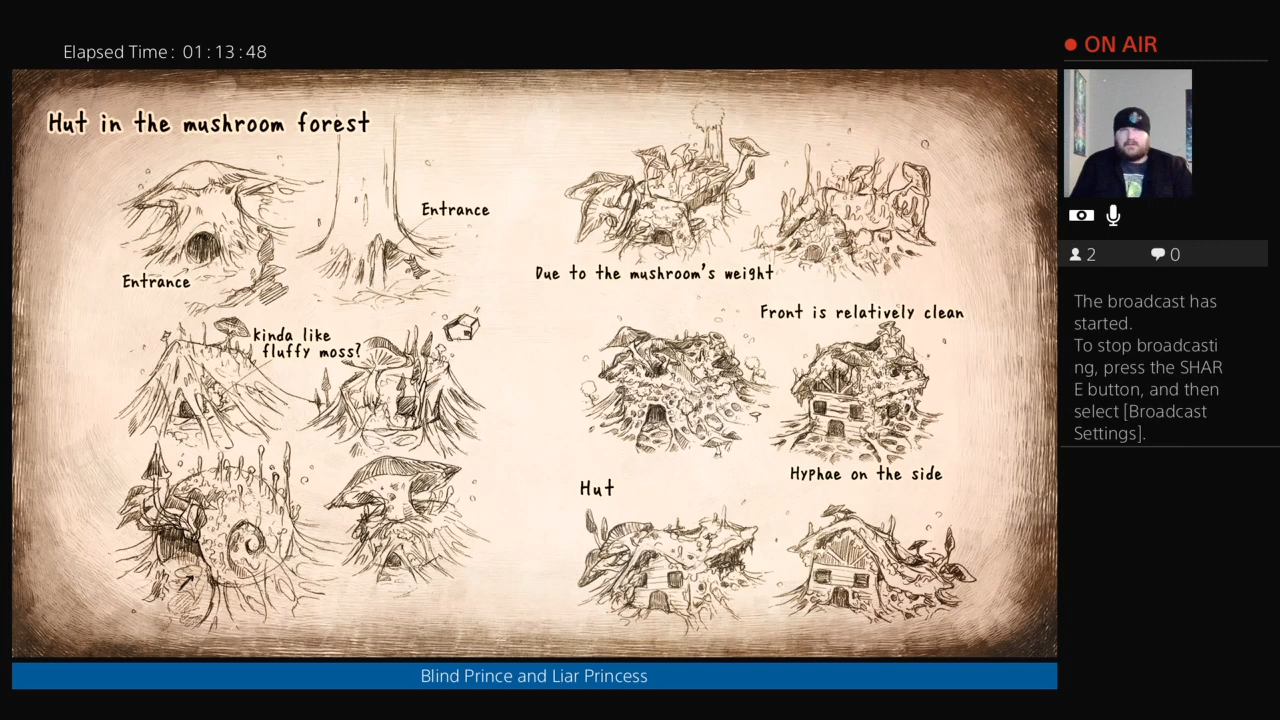 Elapsed Time: 01:13:48
ON AIR
Hut in the mushroom forest
Entrance
Entrance
Due to the mushroom's weight
kinda like
fluffy moss?
Front is relatively clean
Hyphae on the side
Hut
2
0
The broadcast has
started.
To stop broadcasti
ng, press the SHAR
E button, and then
select [Broadcast
Settings].
Blind Prince and Liar Princess